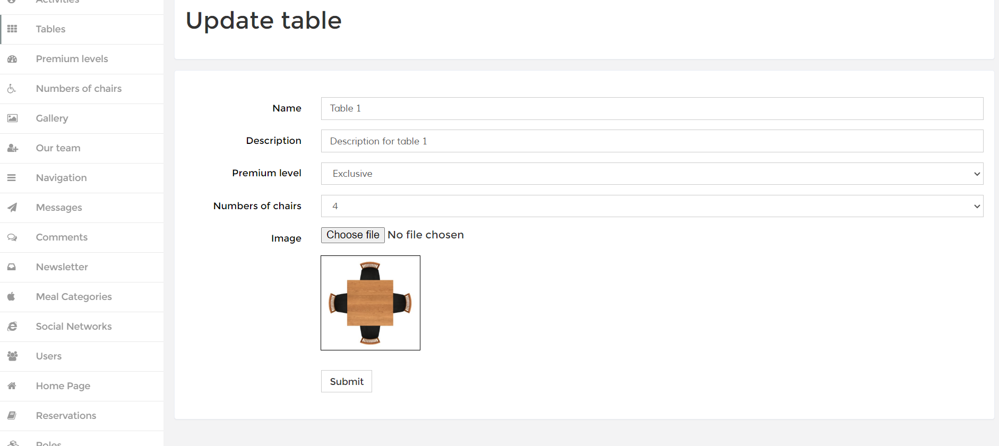 Activities
Tables
Premium levels
Numbers of chairs
Gallery
Our team
Navigation
Messages
Comments
Newsletter
Meal Categories
Social Networks
Users
Home Page
Reservations
Roles
Update table
Name
Table 1
Description
Description for table 1
Premium level
Exclusive
Numbers of chairs
4
Image
Choose file No file chosen
Submit